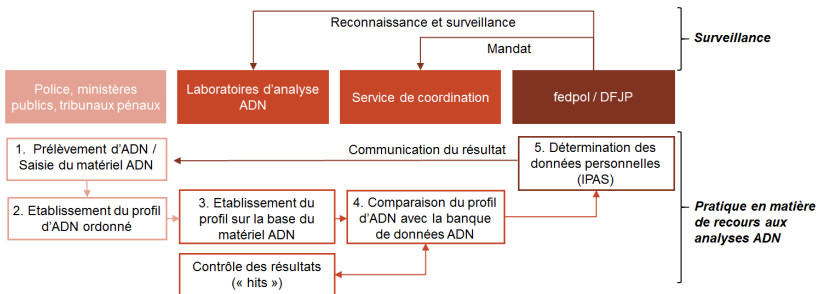 Reconnaissance et surveillance
Mandat
Surveillance
Police, ministères
publics, tribunaux pénaux
Laboratoires d'analyse
ADN
Service de coordination
fedpol / DFJP
1. Prélèvement d'ADN /
Saisie du matériel ADN
Communication du résultat
5. Détermination des
données personnelles
(IPAS)
2. Etablissement du profil
d'ADN ordonné
3. Etablissement du
profil sur la base du
matériel ADN
4. Comparaison du profil
d'ADN avec la banque
de données ADN
Pratique en matière
de recours aux
analyses ADN
Contrôle des résultats
(« hits »)